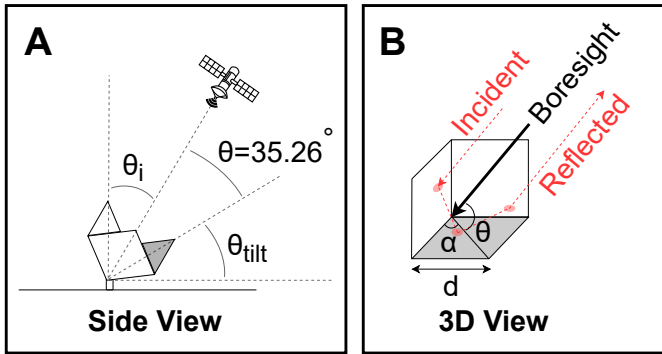 A
θi
θ=35.26°
θtilt
Side View
B
Incident
Boresight
Reflected
α
θ
d
3D View